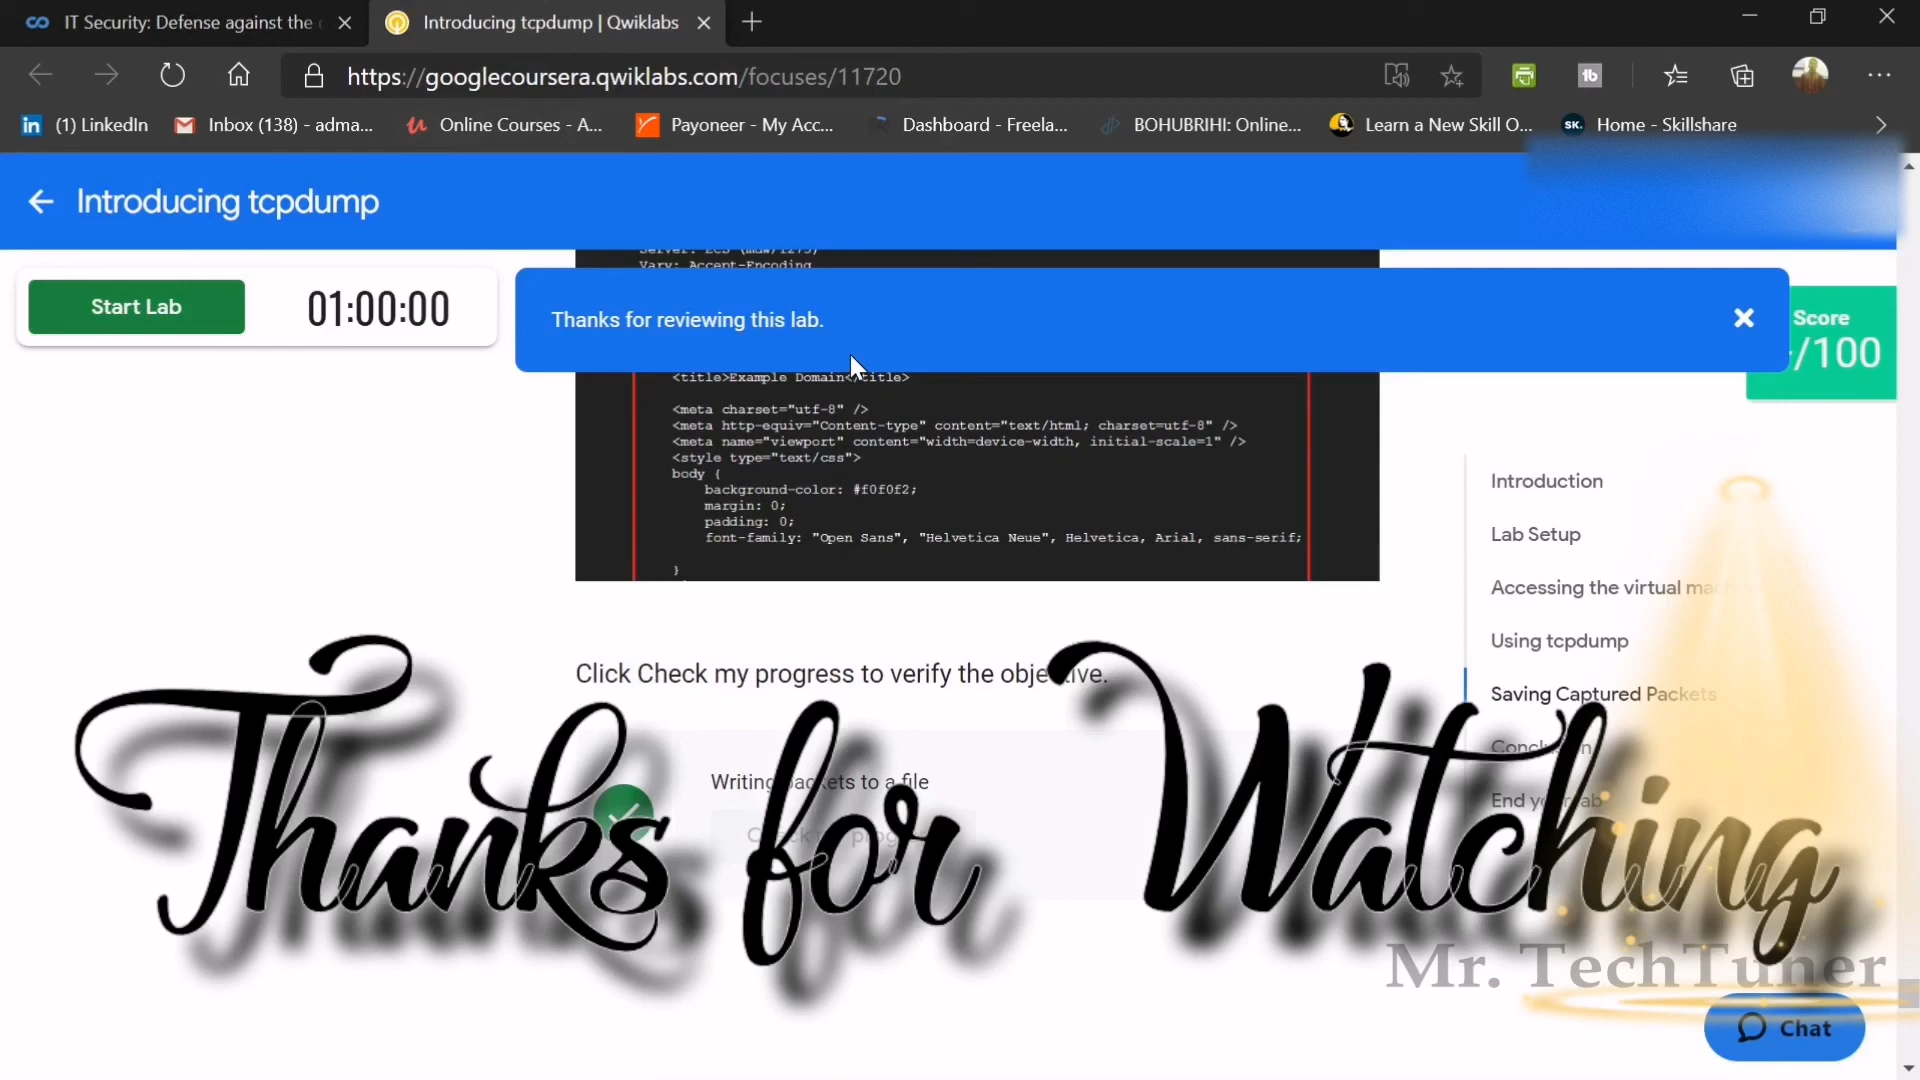 IT Security: Defense against the
Introducing tcpdump | Qwiklabs
https://googlecoursera.qwiklabs.com/focuses/11720
(1) LinkedIn
Inbox (138) - adma...
Online Courses - A...
Payoneer - My Acc...
Dashboard - Freela...
BOHUBRIHI: Online...
Learn a New Skill O...
SK.
Home - Skillshare
Introducing tcpdump
Start Lab
01:00:00
Vary: Accept-Encoding
Thanks for reviewing this lab.
Score
/100
<title>Example Domain</title>
<meta charset="utf-8" />
<meta http-equiv="Content-type" content="text/html; charset=utf-8" />
<meta name="viewport" content="width=device-width, initial-scale=1" />
<style type="text/css">
body {
background-color: #f0f0f2;
margin: 0;
padding: 0;
font-family: "Open Sans", "Helvetica Neue", Helvetica, Arial, sans-serif;
}
Introduction
Lab Setup
Accessing the virtual
Using tcpdump
Saving Captured Packets
Click Check my progress to verify the objective.
Writing packets to a file
Thanks for Watching
Mr. TechTuner
Chat